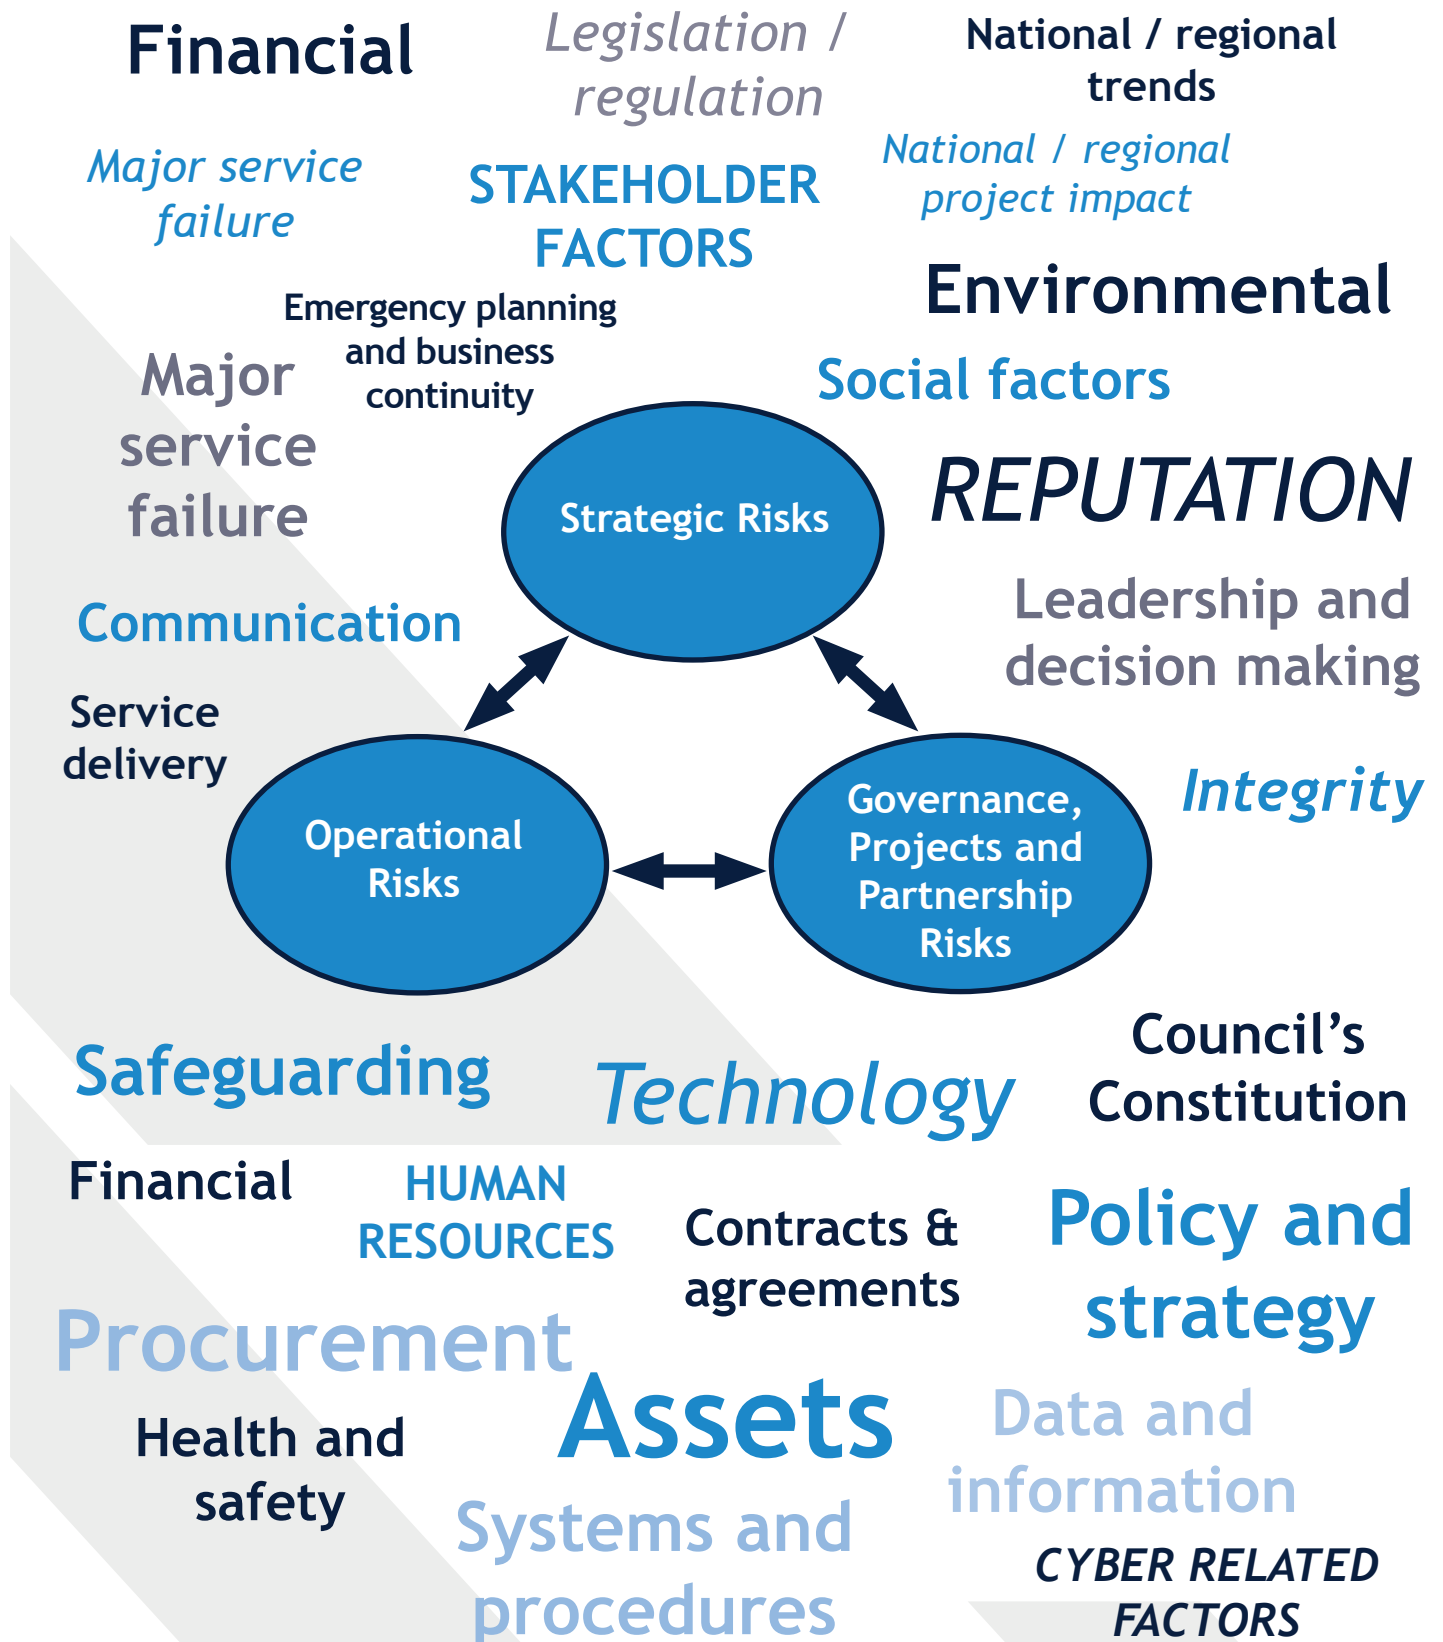 Financial
Legislation /
regulation
National / regional
trends
Major service
failure
STAKEHOLDER
FACTORS
National / regional
project impact
Emergency planning
and business
continuity
Environmental
Major
service
failure
Social factors
Strategic Risks
REPUTATION
Communication
Leadership and
decision making
Service
delivery
Operational
Risks
Governance,
Projects and
Partnership
Risks
Integrity
Safeguarding
Technology
Council’s
Constitution
Financial
HUMAN
RESOURCES
Contracts &
agreements
Policy and
strategy
Procurement
Assets
Health and
safety
Data and
information
Systems and
procedures
CYBER RELATED
FACTORS